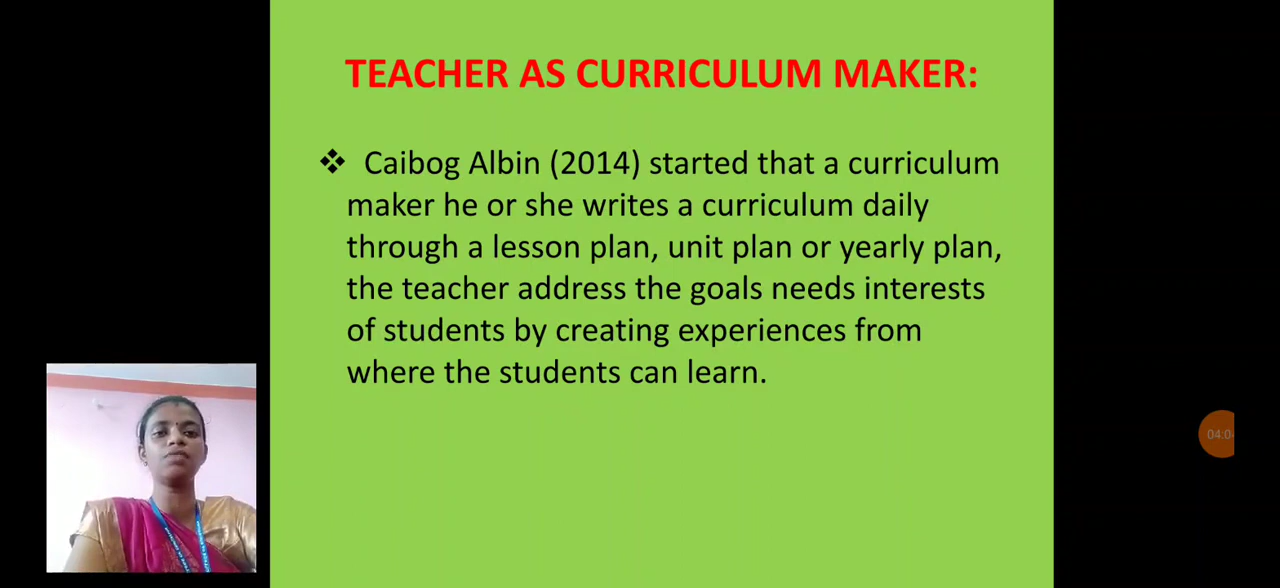 TEACHER AS CURRICULUM MAKER:
❖ Caibog Albin (2014) started that a curriculum
maker he or she writes a curriculum daily
through a lesson plan, unit plan or yearly plan,
the teacher address the goals needs interests
of students by creating experiences from
where the students can learn.